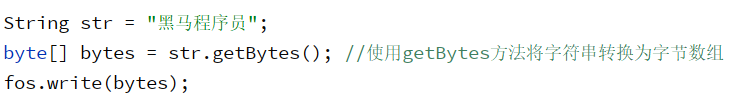 String str = "黑马程序员";
byte[] bytes = str.getBytes(); //使用getBytes方法将字符串转换为字节数组
fos.write(bytes);